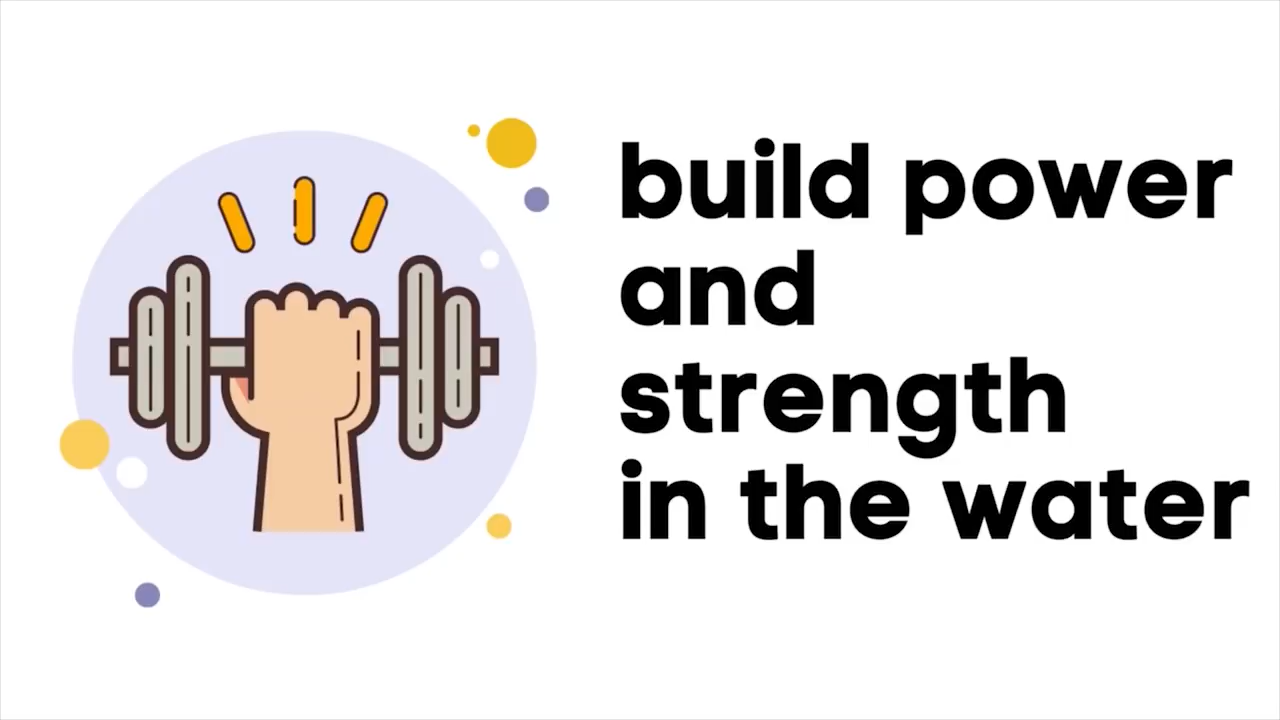 build power
and
strength
in the water